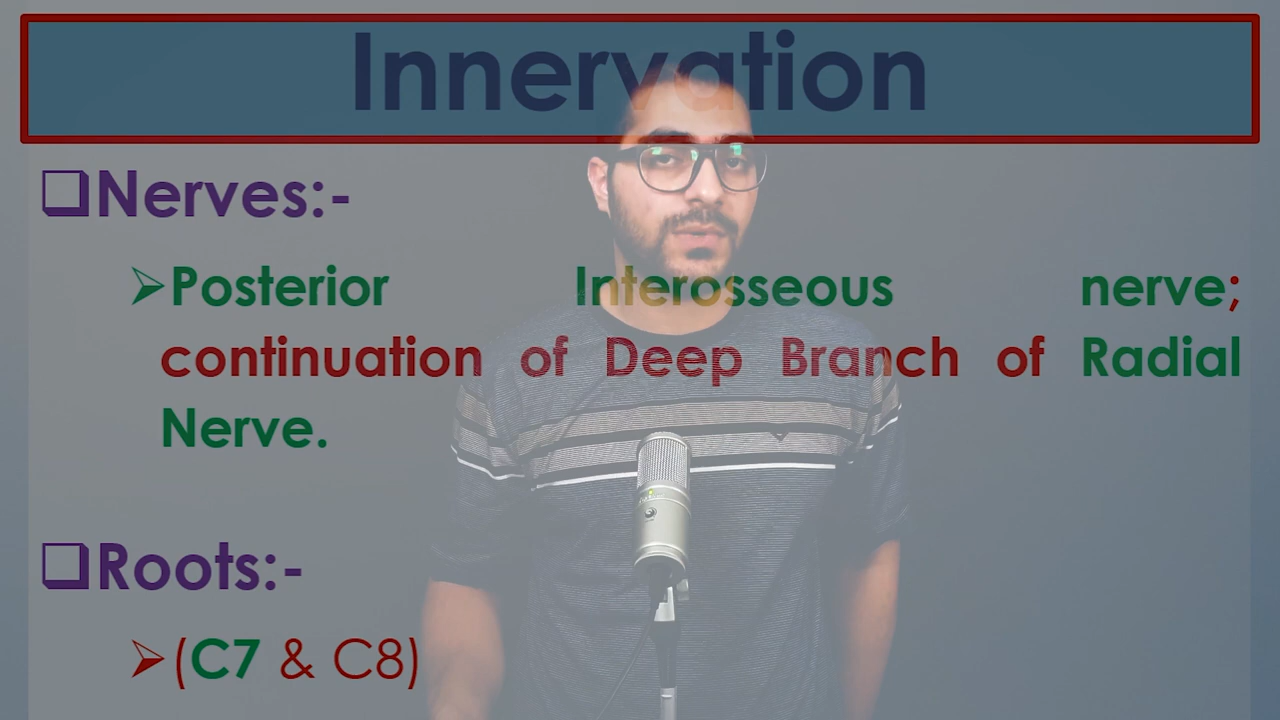 Innervation
❑Nerves:-
➢Posterior Interosseous nerve;
continuation of Deep Branch of Radial
Nerve.
❑Roots:-
➢(C7 & C8)